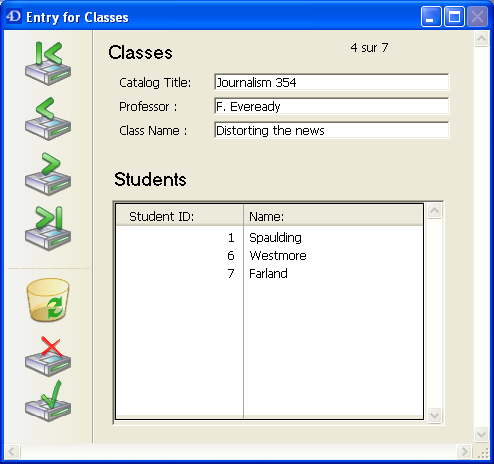 4D Entry for Classes
Classes 4 sur 7
Catalog Title: Journalism 354
Professor : F. Eveready
Class Name : Distorting the news
Students
Student ID: Name:
1 Spaulding
6 Westmore
7 Farland